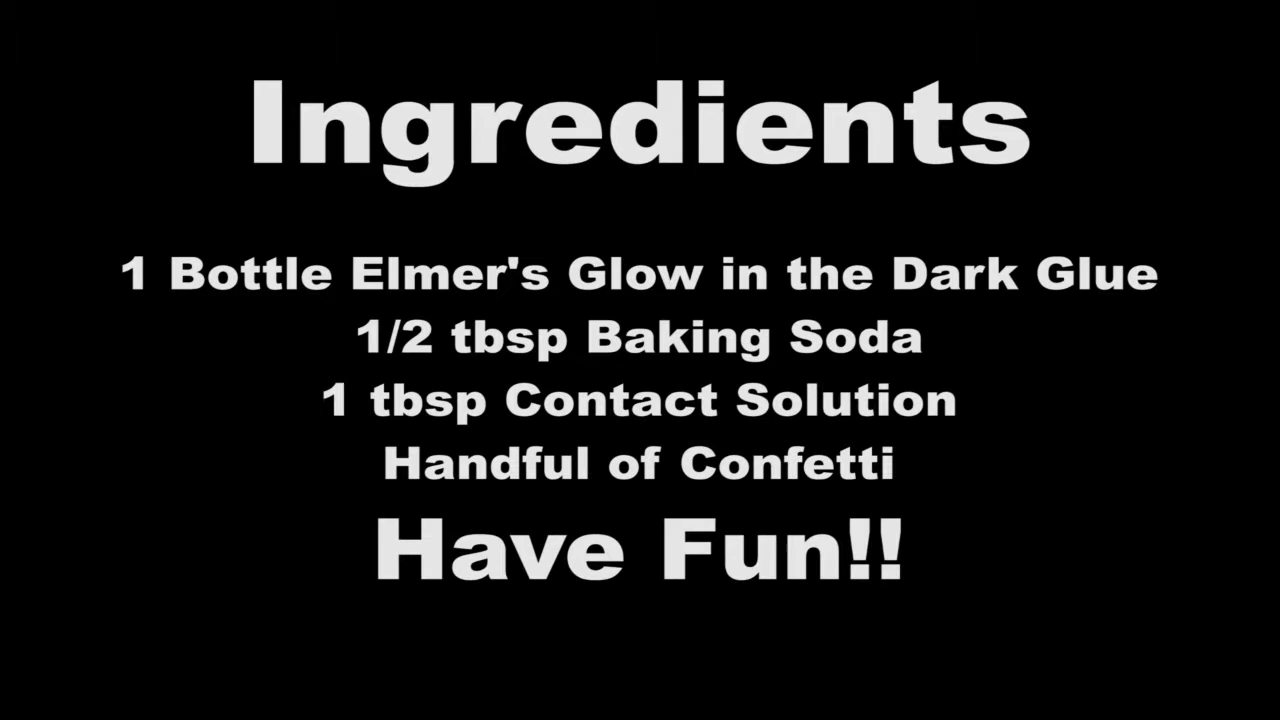 Ingredients
1 Bottle Elmer's Glow in the Dark Glue
1/2 tbsp Baking Soda
1 tbsp Contact Solution
Handful of Confetti
Have Fun!!